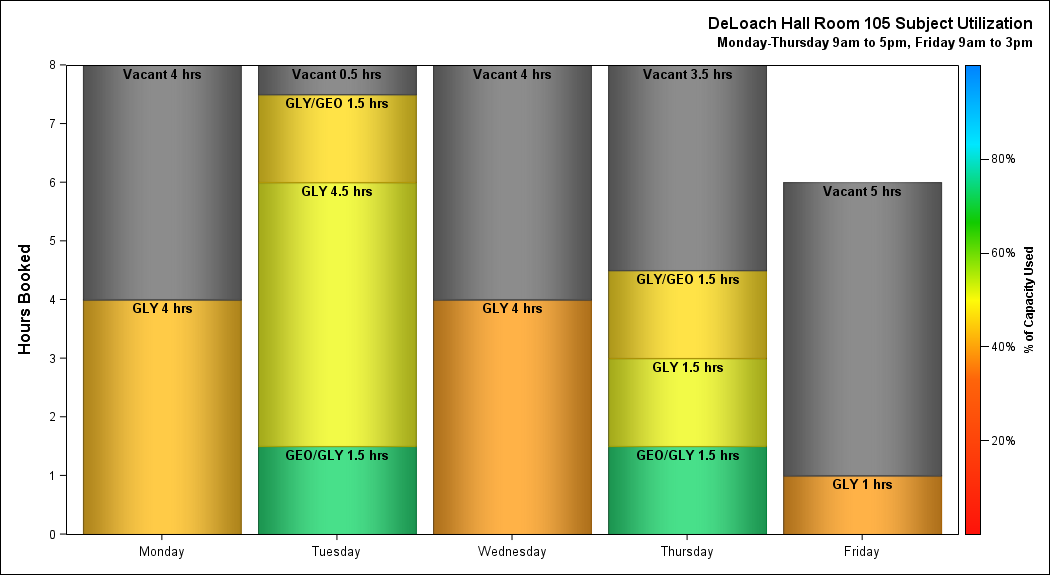 DeLoach Hall Room 105 Subject Utilization
Monday-Thursday 9am to 5pm, Friday 9am to 3pm
Hours Booked
8
7
6
5
4
3
2
1
0
Vacant 4 hrs
GLY 4 hrs
Vacant 0.5 hrs
GLY/GEO 1.5 hrs
GLY 4.5 hrs
GEO/GLY 1.5 hrs
Vacant 4 hrs
GLY 4 hrs
Vacant 3.5 hrs
GLY/GEO 1.5 hrs
GLY 1.5 hrs
GEO/GLY 1.5 hrs
Vacant 5 hrs
GLY 1 hrs
Monday
Tuesday
Wednesday
Thursday
Friday
80%
60%
40%
20%
% of Capacity Used